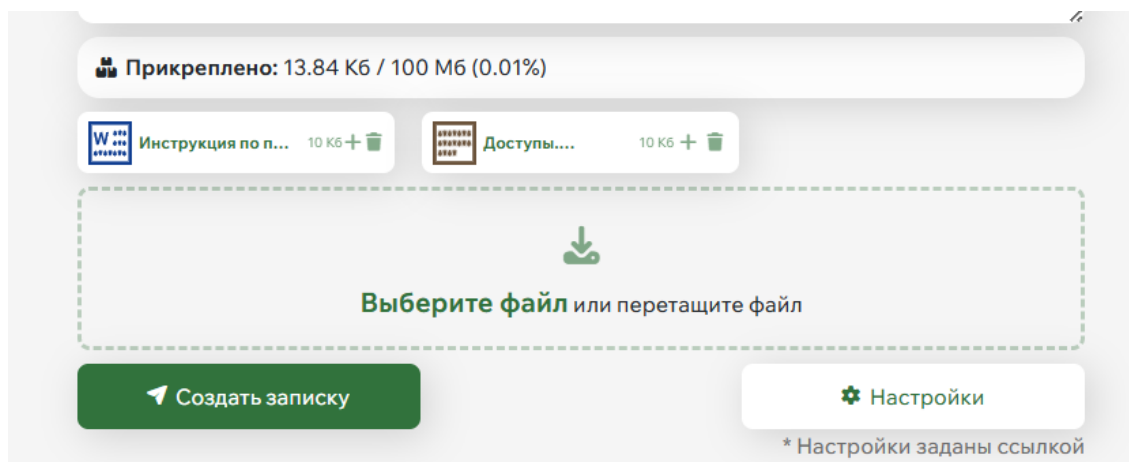 Прикреплено: 13.84 Кб / 100 Мб (0.01%)
Инструкция по п... 10 Кб
Доступы.... 10 Кб
Выберите файл или перетащите файл
Создать записку
Настройки
* Настройки заданы ссылкой